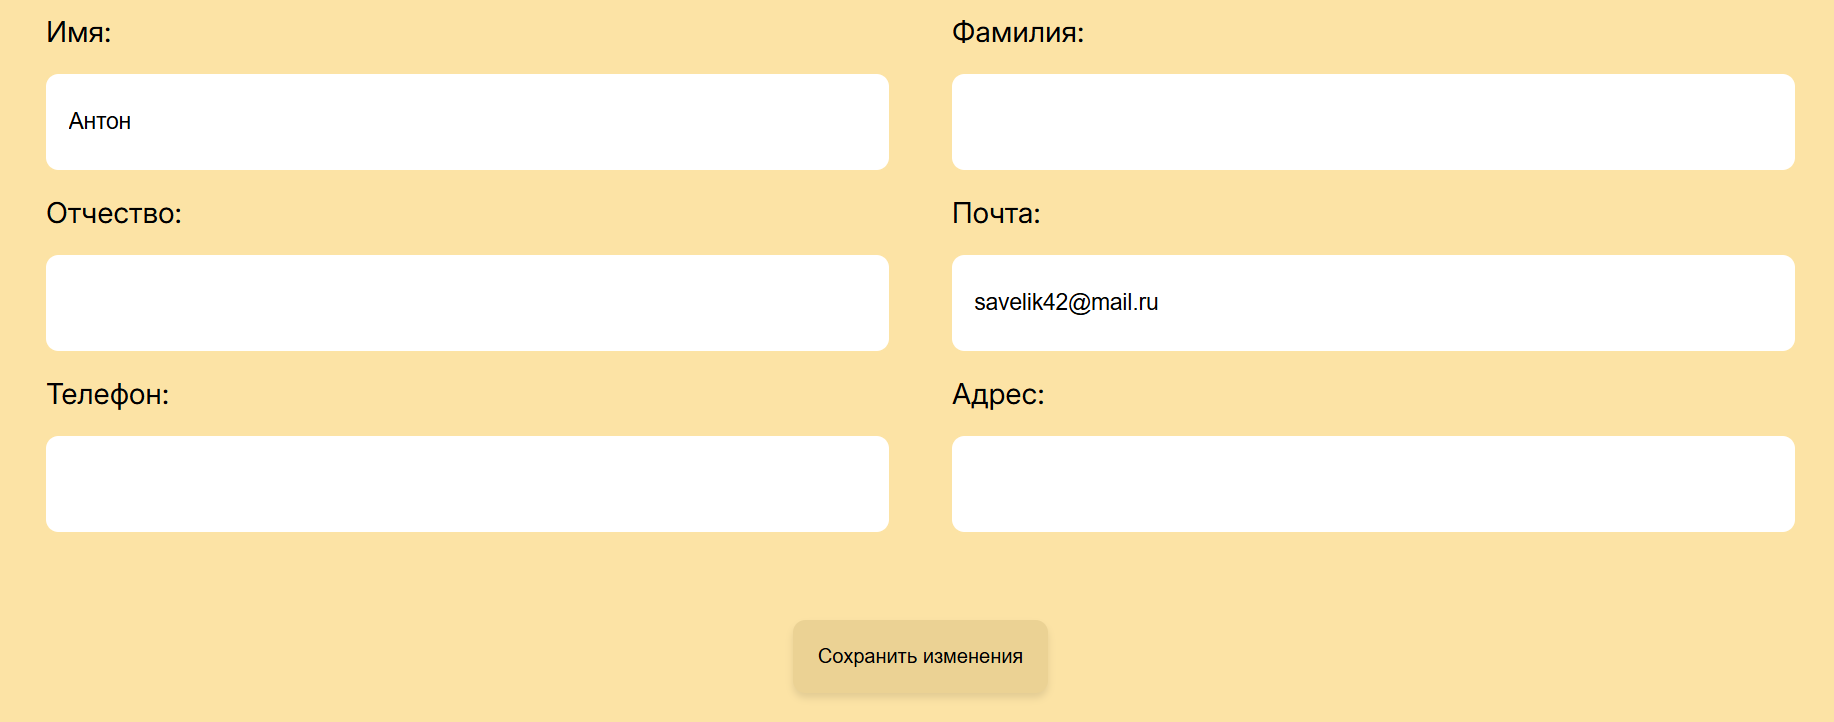 Имя:
Фамилия:
Антон
Отчество:
Почта:
savelik42@mail.ru
Телефон:
Адрес:
Сохранить изменения